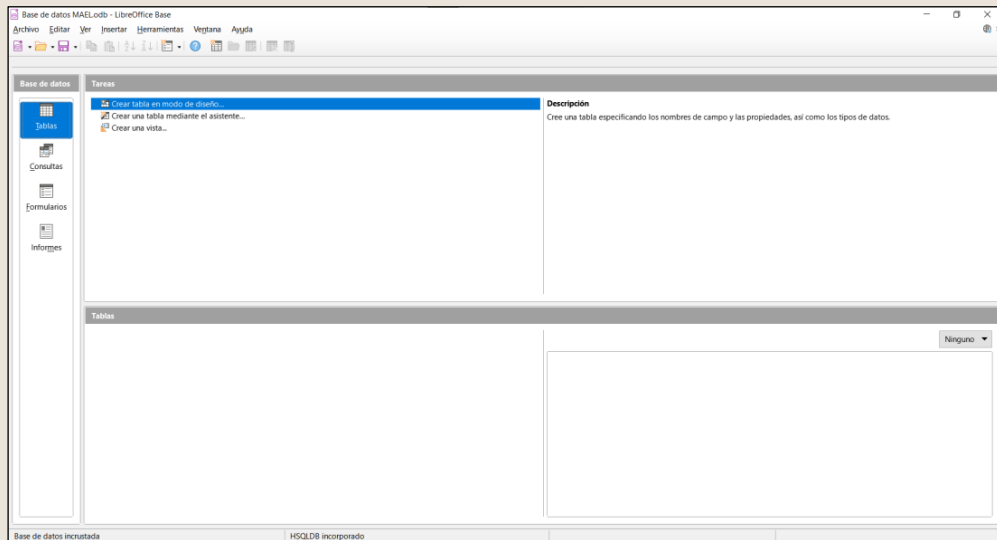 Base de datos MAEL.odb - LibreOffice Base
Archivo Editar Ver Insertar Herramientas Ventana Ayuda
Base de datos
Tareas
Tablas
Consultas
Formularios
Informes
Crear tabla en modo de diseño...
Crear una tabla mediante el asistente...
Crear una vista...
Descripción
Cree una tabla especificando los nombres de campo y las propiedades, así como los tipos de datos.
Tablas
Ninguno
Base de datos incrustada
HSQLDB incorporado